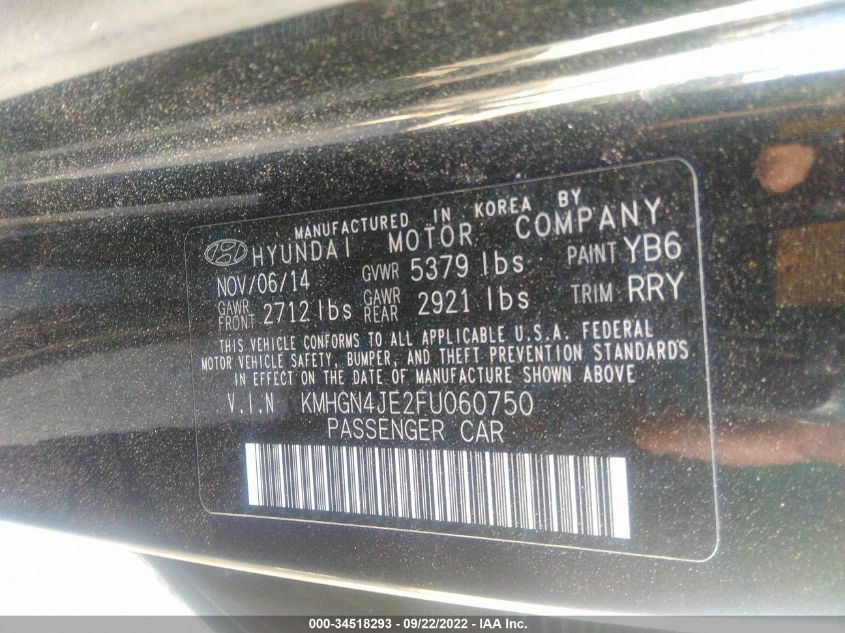 MANUFACTURED IN KOREA BY
HYUNDAI MOTOR COMPANY
NOV/06/14 GVWR 5379 lbs PAINT YB6
GAWR FRONT 2712 lbs GAWR REAR 2921 lbs TRIM RRY
THIS VEHICLE CONFORMS TO ALL APPLICABLE U.S.A. FEDERAL
MOTOR VEHICLE SAFETY, BUMPER, AND THEFT PREVENTION STANDARDS
IN EFFECT ON THE DATE OF MANUFACTURE SHOWN ABOVE
V.I.N KMHGN4JE2FU060750
PASSENGER CAR
000-34518293 - 09/22/2022 - IAA Inc.